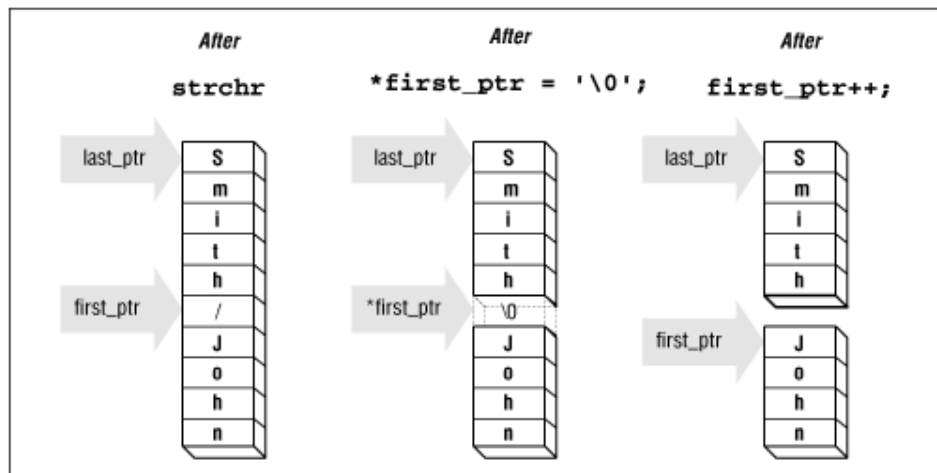 After
strchr
last_ptr
S
m
i
t
h
first_ptr
/
J
o
h
n
After
*first_ptr = '\0';
last_ptr
S
m
i
t
h
*first_ptr
\0
J
o
h
n
After
first_ptr++;
last_ptr
S
m
i
t
h
first_ptr
J
o
h
n